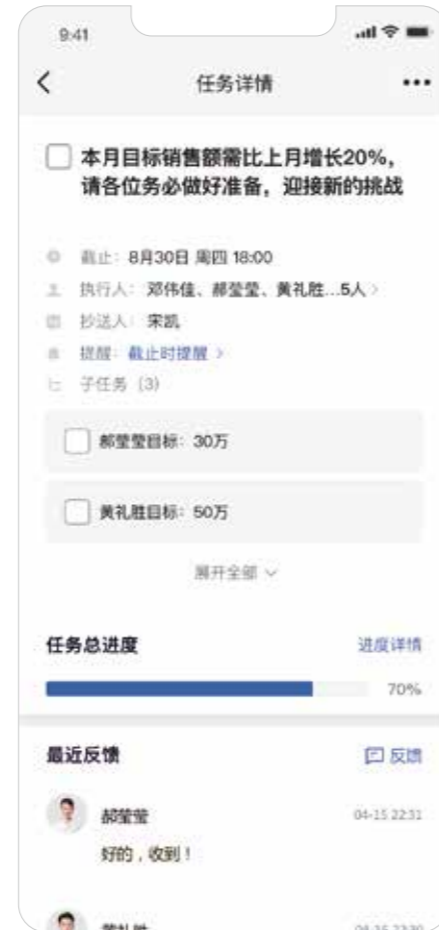 9:41
任务详情
本月目标销售额需比上月增长20%，
请各位务必做好准备，迎接新的挑战
截止：8月30日 周四 18:00
执行人：邓伟佳、郝莹莹、黄礼胜...5人 >
抄送人：宋凯
提醒：截止时提醒 >
子任务 (3)
郝莹莹目标：30万
黄礼胜目标：50万
展开全部
任务总进度 进度详情
70%
最近反馈 反馈
郝莹莹 04-15 22:31
好的，收到！